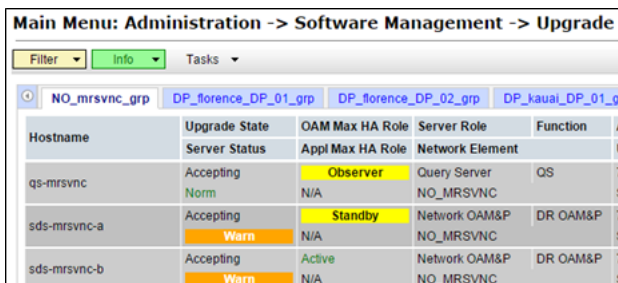 Main Menu: Administration -> Software Management -> Upgrade
Filter Info Tasks
NO_mrsvnc_grp DP_florence_DP_01_grp DP_florence_DP_02_grp DP_kauai_DP_01_g
Hostname Upgrade State OAM Max HA Role Server Role Function
Server Status Appl Max HA Role Network Element
qs-mrsvnc Accepting Observer Query Server QS
Norm N/A NO_MRSVNC
sds-mrsvnc-a Accepting Standby Network OAM&P DR OAM&P
Warn N/A NO_MRSVNC
sds-mrsvnc-b Accepting Active Network OAM&P DR OAM&P
Warn N/A NO_MRSVNC